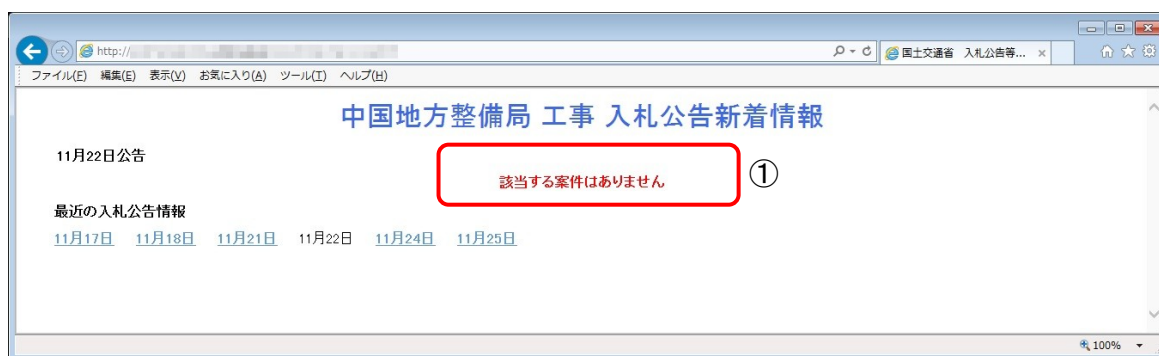 http://
国土交通省 入札公告等...
ファイル(F) 編集(E) 表示(V) お気に入り(A) ツール(T) ヘルプ(H)
中国地方整備局 工事 入札公告新着情報
11月22日公告
該当する案件はありません
①
最近の入札公告情報
11月17日 11月18日 11月21日 11月22日 11月24日 11月25日
100%